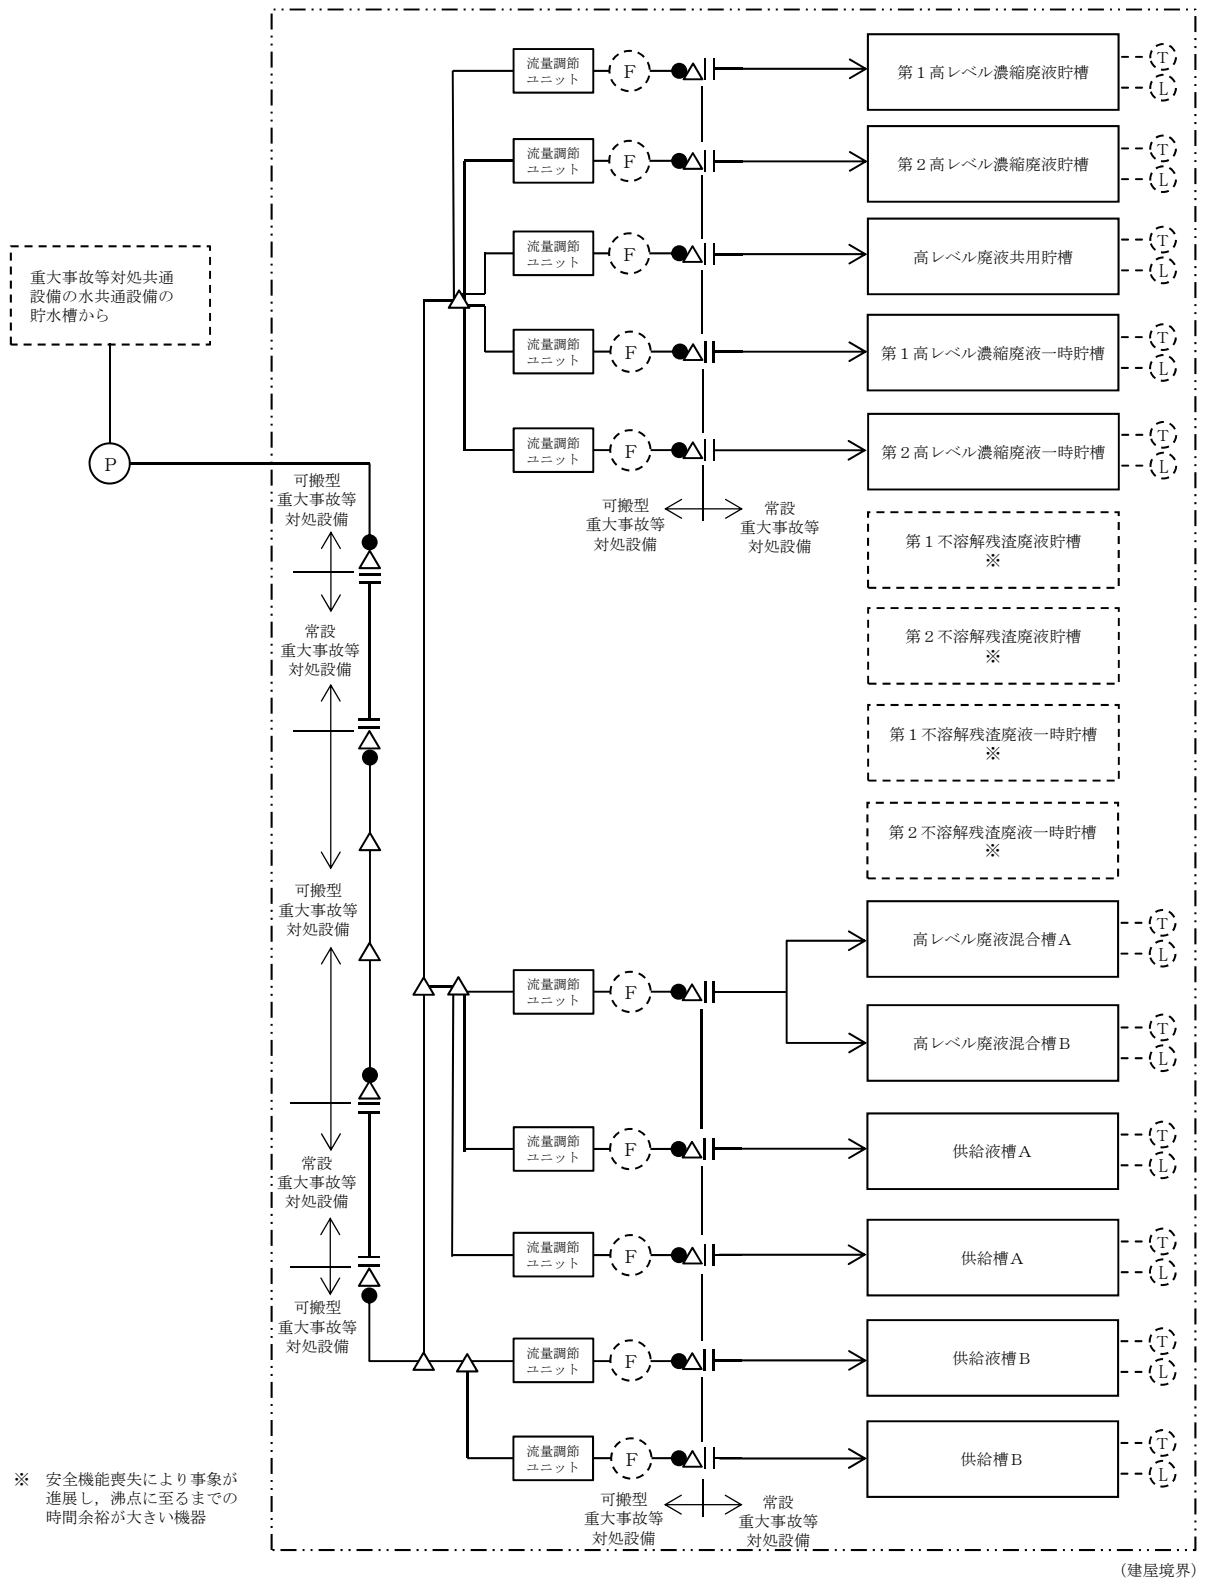 流量調節
ユニット
F
第１高レベル濃縮廃液貯槽
T
L
流量調節
ユニット
F
第２高レベル濃縮廃液貯槽
T
L
流量調節
ユニット
F
高レベル廃液共用貯槽
T
L
重大事故等対処共通
設備の水共通設備の
貯水槽から
流量調節
ユニット
F
第１高レベル濃縮廃液一時貯槽
T
L
流量調節
ユニット
F
第２高レベル濃縮廃液一時貯槽
T
L
P
可搬型
重大事故等
対処設備
可搬型
重大事故等
対処設備
常設
重大事故等
対処設備
第１不溶解残渣廃液貯槽
※
常設
重大事故等
対処設備
第２不溶解残渣廃液貯槽
※
第１不溶解残渣廃液一時貯槽
※
第２不溶解残渣廃液一時貯槽
※
可搬型
重大事故等
対処設備
高レベル廃液混合槽Ａ
T
L
流量調節
ユニット
F
高レベル廃液混合槽Ｂ
T
L
流量調節
ユニット
F
供給液槽Ａ
T
L
常設
重大事故等
対処設備
流量調節
ユニット
F
供給槽Ａ
T
L
可搬型
重大事故等
対処設備
流量調節
ユニット
F
供給液槽Ｂ
T
L
流量調節
ユニット
F
供給槽Ｂ
T
L
可搬型
重大事故等
対処設備
常設
重大事故等
対処設備
※　安全機能喪失により事象が
進展し，沸点に至るまでの
時間余裕が大きい機器
（建屋境界）